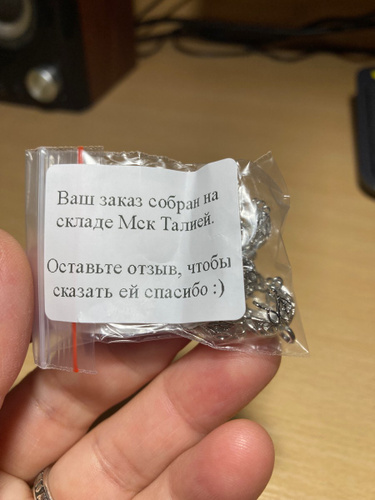 Ваш заказ собран на
складе Мск Талией.
Оставьте отзыв, чтобы
сказать ей спасибо :)